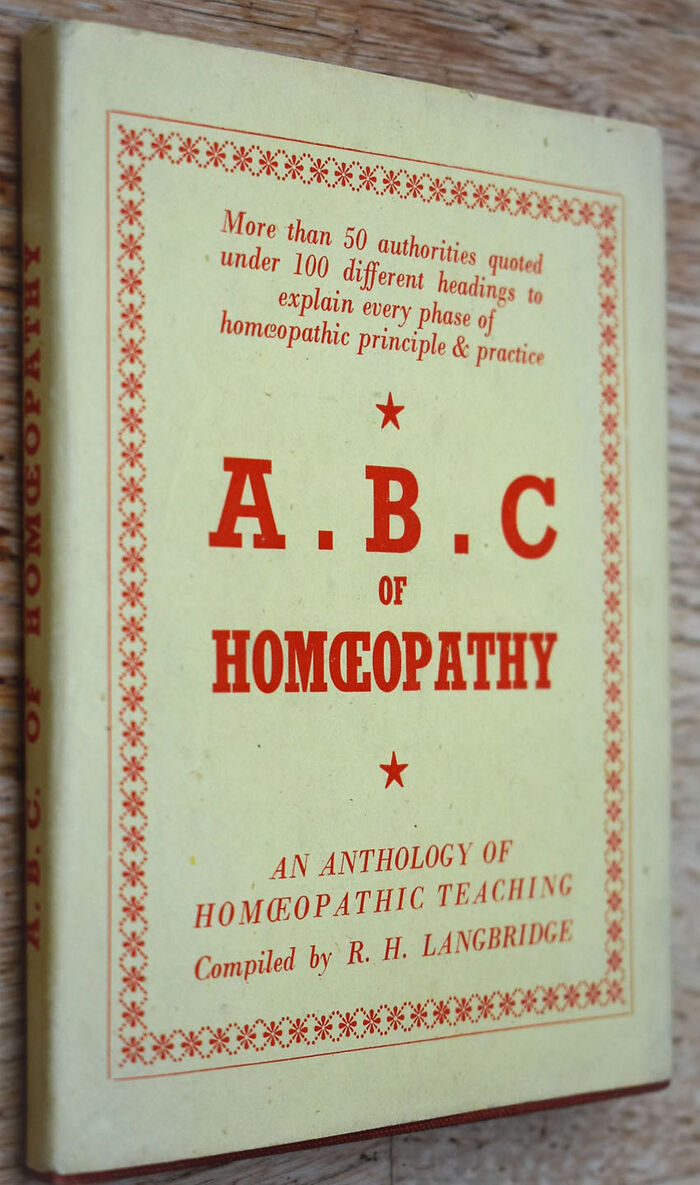 More than 50 authorities quoted
under 100 different headings to
explain every phase of
homœopathic principle & practice
A . B . C
OF
HOMŒOPATHY
AN ANTHOLOGY OF
HOMŒOPATHIC TEACHING
Compiled by R. H. LANGBRIDGE
A. B. C. OF HOMŒOPATHY